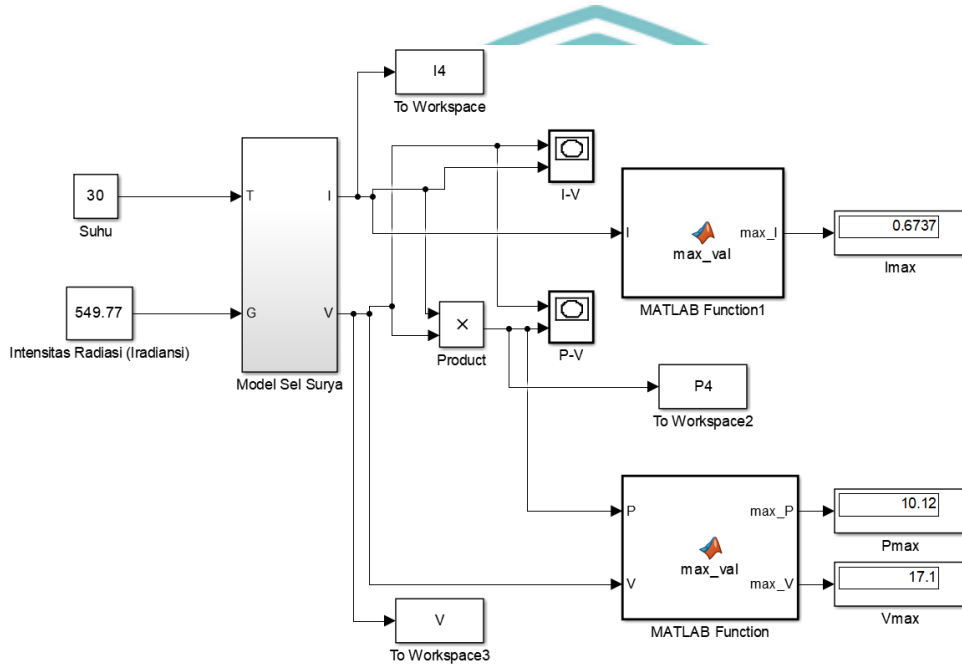 I4
To Workspace
30
Suhu
549.77
Intensitas Radiasi (Iradiansi)
T
G
I
V
Model Sel Surya
I-V
×
Product
P-V
I
max_val
max_I
MATLAB Function1
0.6737
Imax
P4
To Workspace2
P
V
max_val
max_P
max_V
MATLAB Function
10.12
Pmax
17.1
Vmax
V
To Workspace3